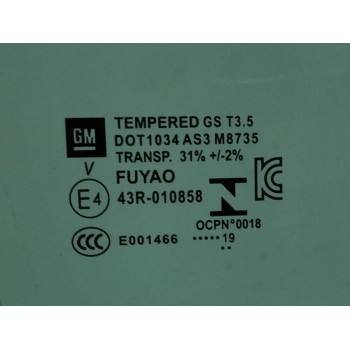 GM
TEMPERED GS T3.5
DOT1034 AS3 M8735
TRANSP. 31% +/-2%
V
FUYAO
E4
43R-010858
CCC
E001466
OCPN°0018
.....19
..